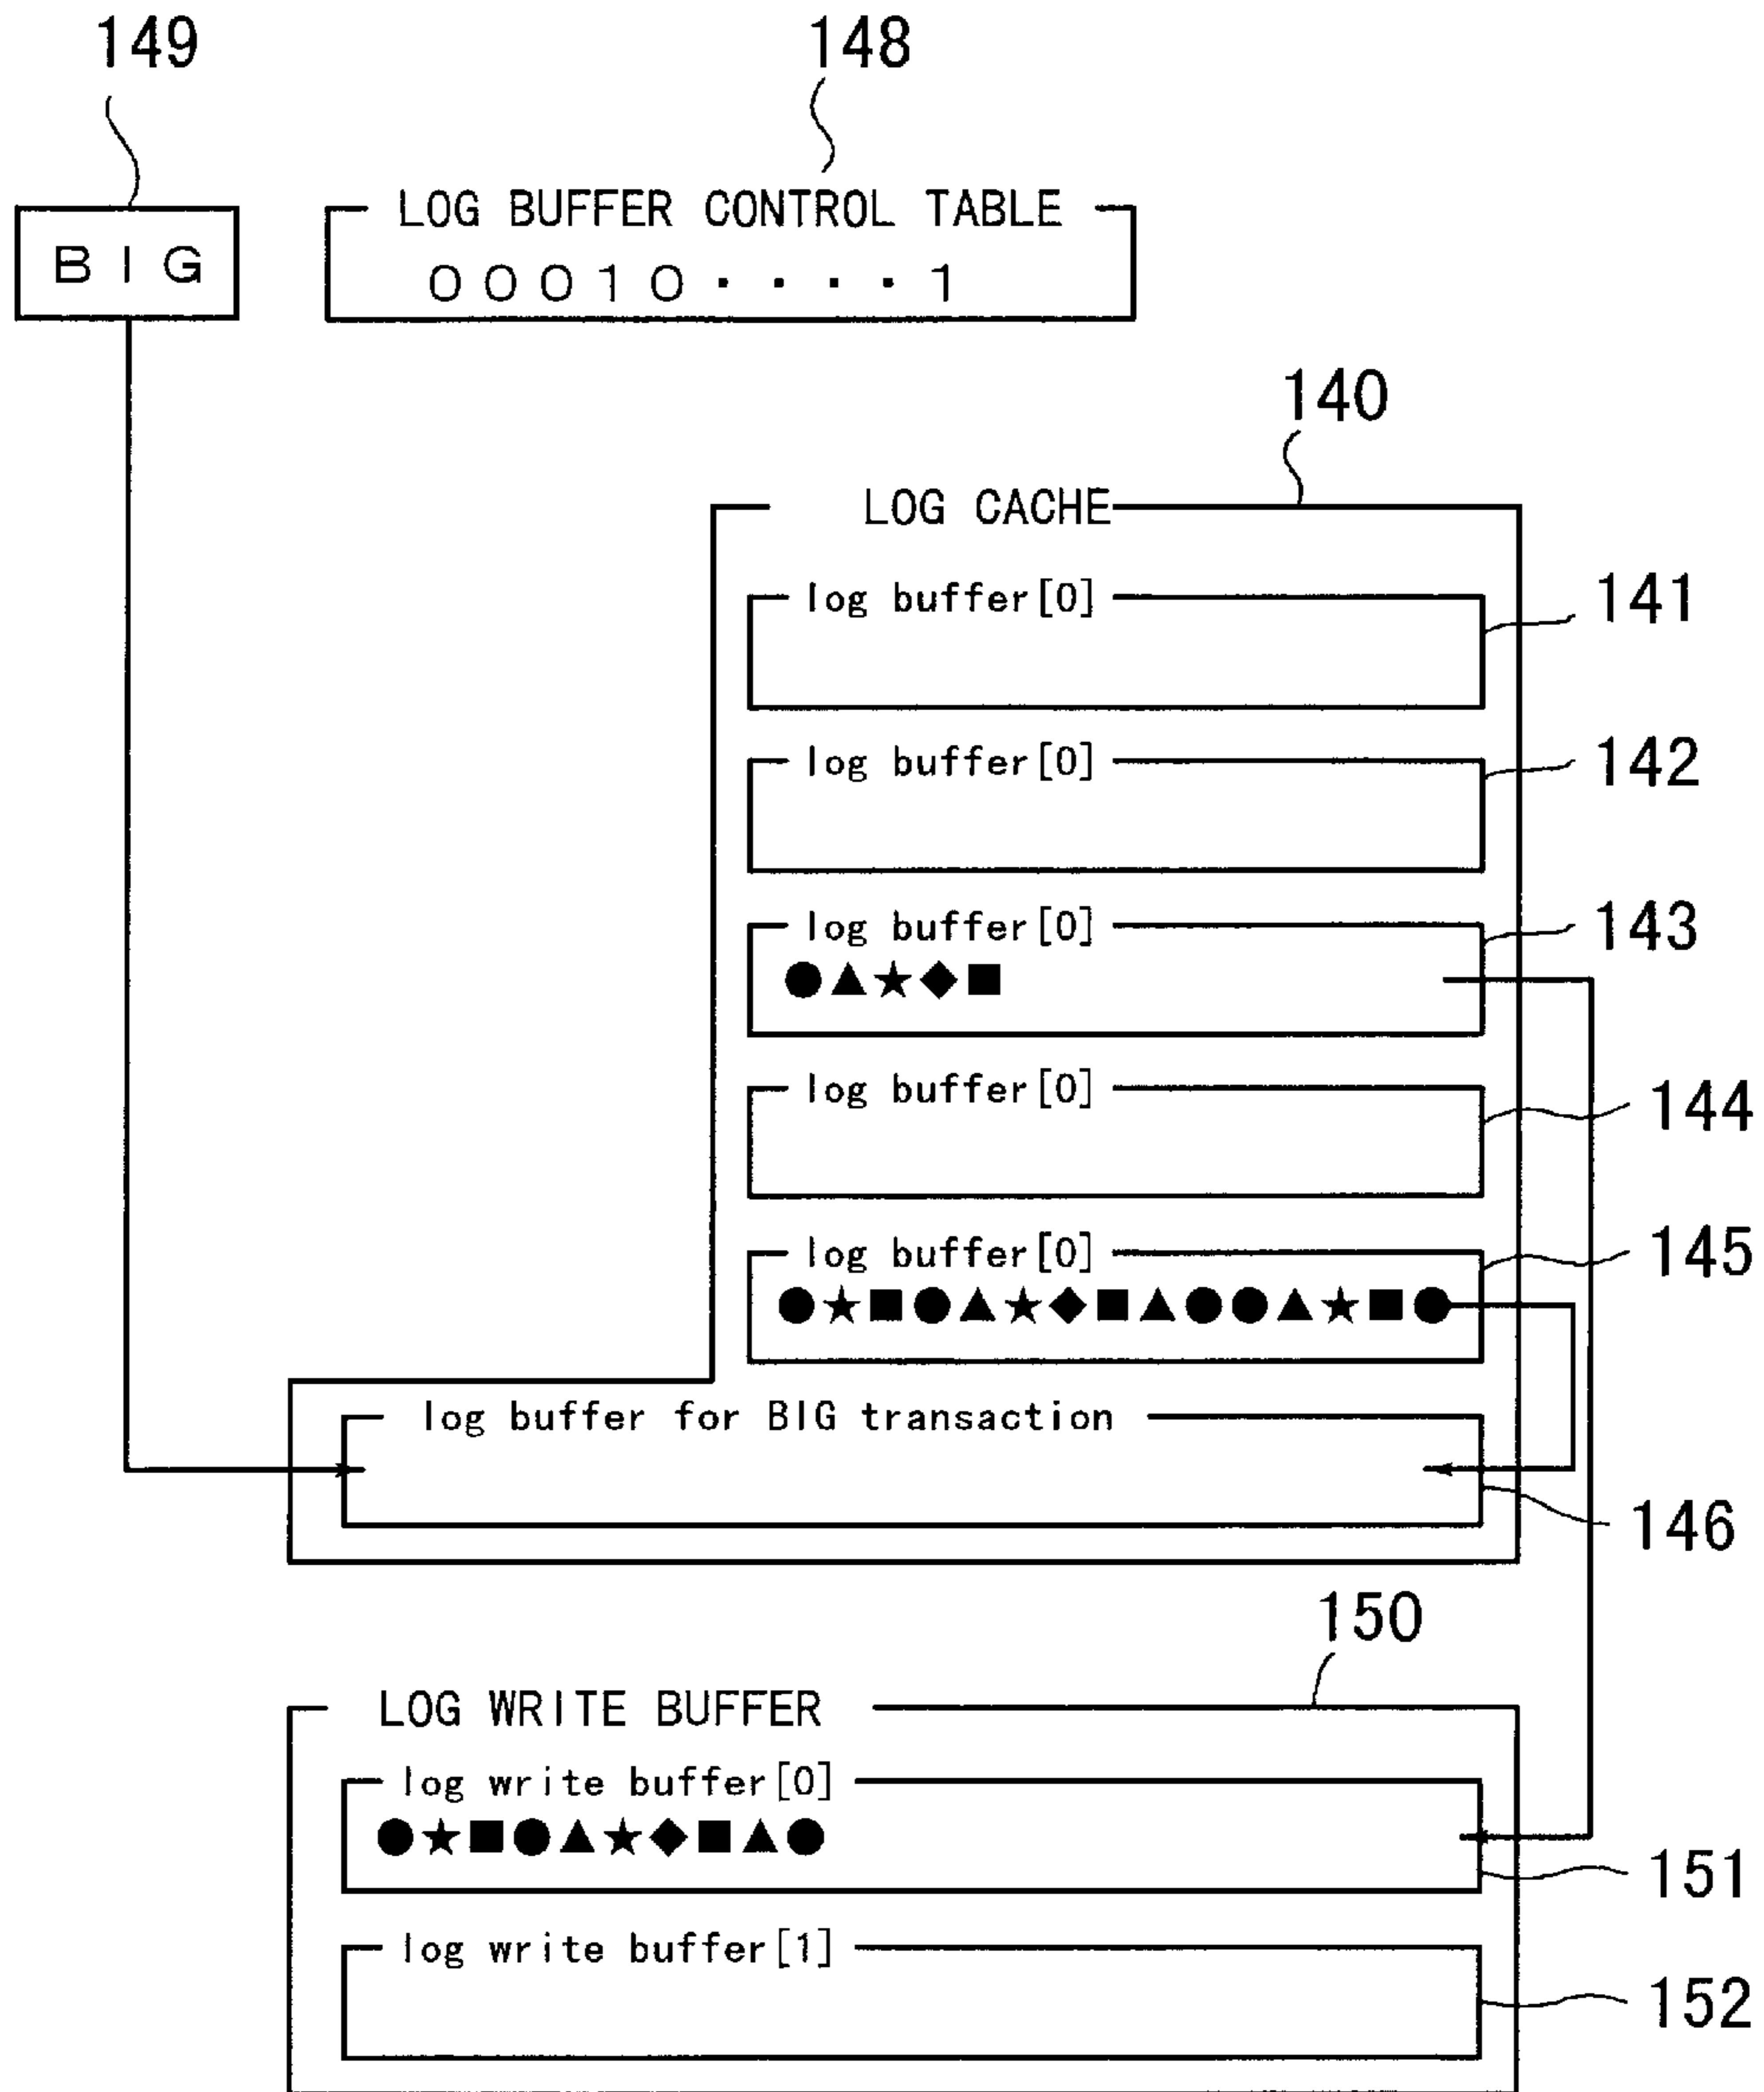 149
148
BIG
LOG BUFFER CONTROL TABLE
00010・・・・1
140
LOG CACHE
log buffer[0]
141
log buffer[0]
142
log buffer[0]
143
●▲★◆■
log buffer[0]
144
log buffer[0]
145
●★■●▲★◆■▲●●▲★■●
log buffer for BIG transaction
146
150
LOG WRITE BUFFER
log write buffer[0]
●★■●▲★◆■▲●
151
log write buffer[1]
152